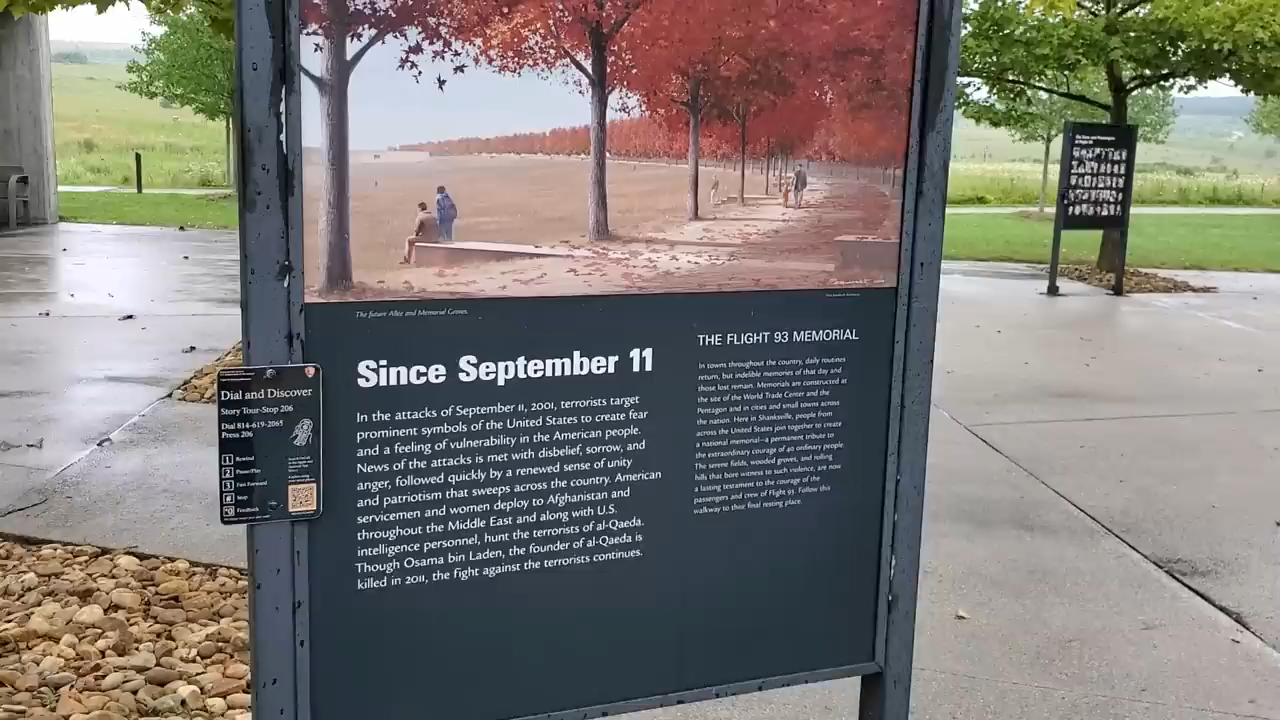 The future Allée and Memorial Groves.
Since September 11
In the attacks of September 11, 2001, terrorists target
prominent symbols of the United States to create fear
and a feeling of vulnerability in the American people.
News of the attacks is met with disbelief, sorrow, and
anger, followed quickly by a renewed sense of unity
and patriotism that sweeps across the country. American
servicemen and women deploy to Afghanistan and
throughout the Middle East and along with U.S.
intelligence personnel, hunt the terrorists of al-Qaeda.
Though Osama bin Laden, the founder of al-Qaeda is
killed in 2011, the fight against the terrorists continues.
THE FLIGHT 93 MEMORIAL
In towns throughout the country, daily routines
return, but indelible memories of that day and
those lost remain. Memorials are constructed at
the site of the World Trade Center and the
Pentagon and in cities and small towns across
the nation. Here in Shanksville, people from
across the United States join together to create
a national memorial—a permanent tribute to
the extraordinary courage of 40 ordinary people.
The serene fields, wooded groves, and rolling
hills that bore witness to such violence, are now
a lasting testament to the courage of the
passengers and crew of Flight 93. Follow this
walkway to their final resting place.
Dial and Discover
Story Tour-Stop 206
Dial 814-619-2065
Press 206
1 Rewind
2 Pause/Play
3 Fast Forward
# Stop
*0 Feedback